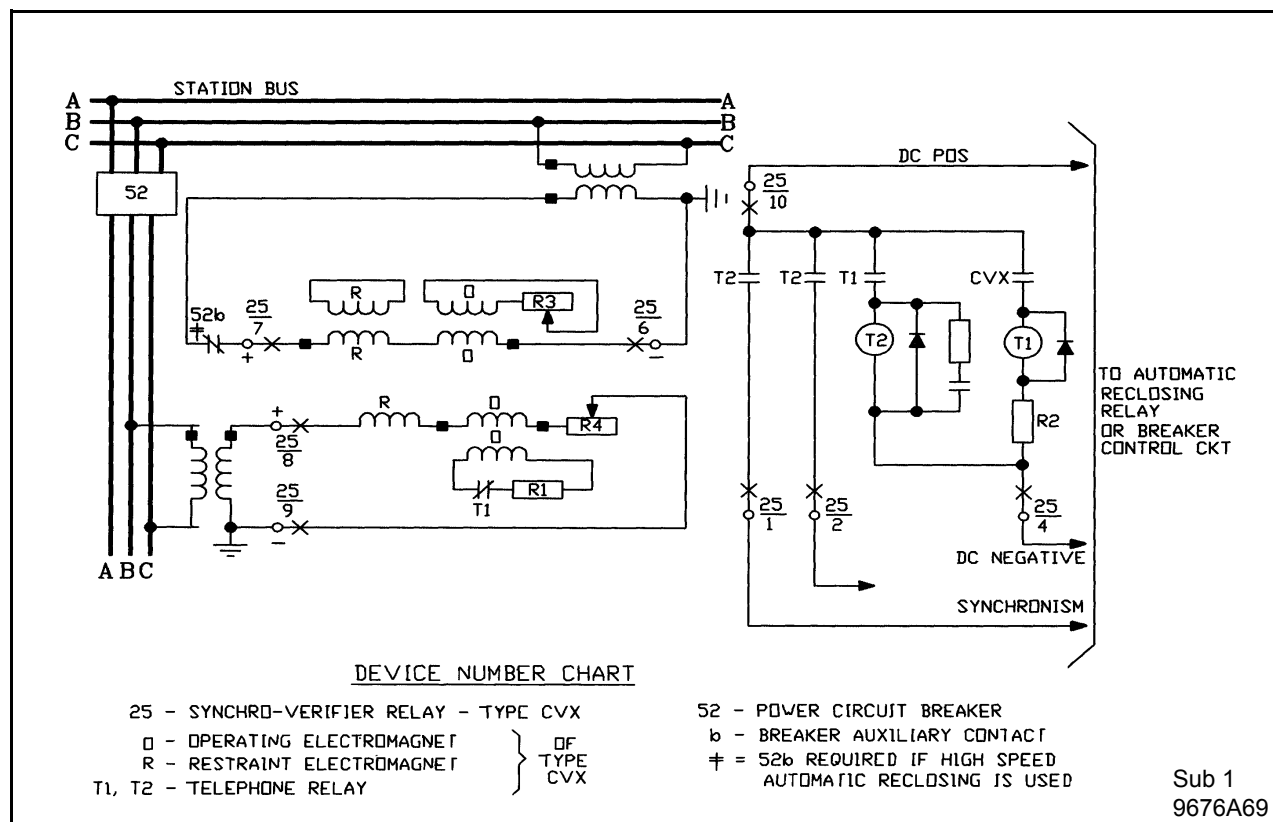 STATION BUS
A A
B B
C C
52
DC POS
25
10
T2 T2 T1 CVX
R O R3
52b
‡
25
7
25
6
+
R O
−
T2 T1
TO AUTOMATIC
RECLOSING
RELAY
OR BREAKER
CONTROL CKT
R2
+
R O R4
25
8
O
25
9
T1 R1
−
25
1
25
2
25
4
A B C
DC NEGATIVE
SYNCHRONISM
DEVICE NUMBER CHART
25 - SYNCHRO-VERIFIER RELAY - TYPE CVX
O - OPERATING ELECTROMAGNET
R - RESTRAINT ELECTROMAGNET
T1, T2 - TELEPHONE RELAY
OF
TYPE
CVX
52 - POWER CIRCUIT BREAKER
b - BREAKER AUXILIARY CONTACT
‡ = 52b REQUIRED IF HIGH SPEED
AUTOMATIC RECLOSING IS USED
Sub 1
9676A69